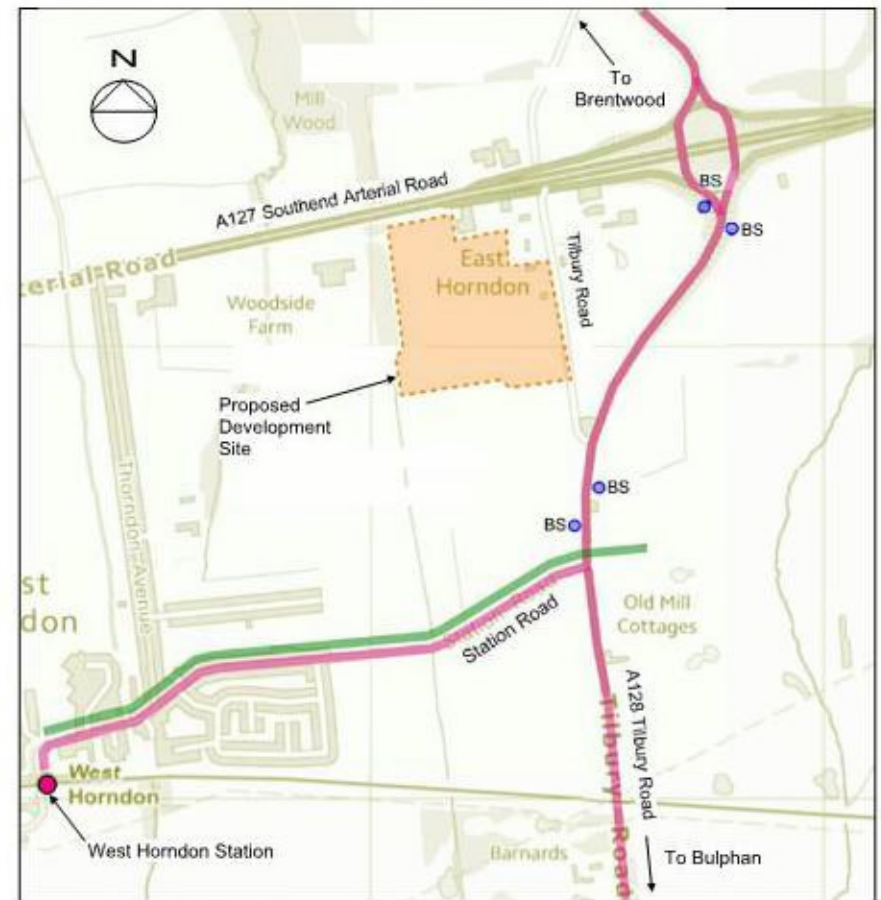 N
To
Brentwood
Mill
Wood
BS
A127 Southend Arterial Road
BS
terial Road
East
Horndon
Tilbury Road
Woodside
Farm
Proposed
Development
Site
Thorndon Avenue
BS
BS
st
don
Station Road
Old Mill
Cottages
A128 Tilbury Road
Tilbury Road
West
Horndon
West Horndon Station
Barnards
To Bulphan